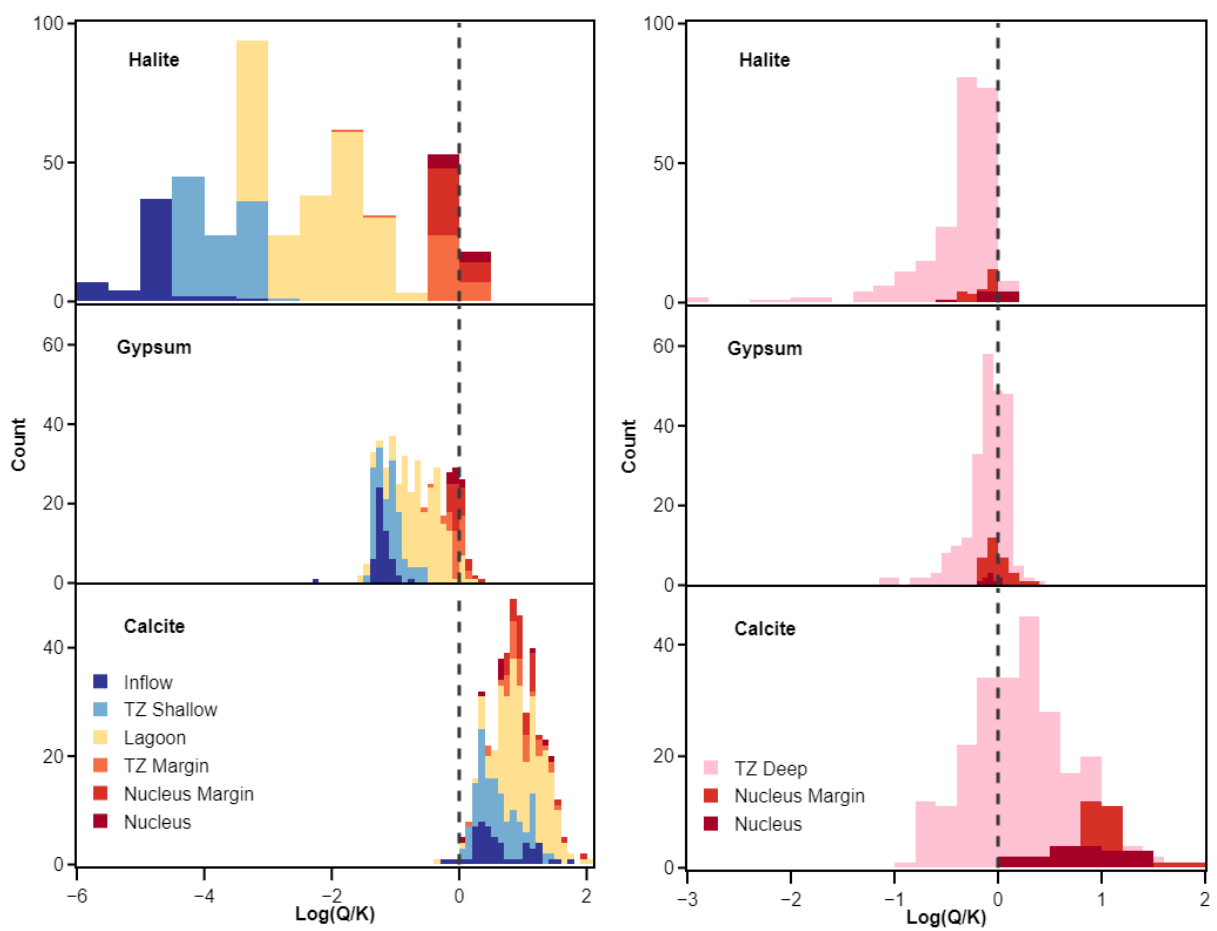 100
50
0
Halite
60
40
20
0
Gypsum
Count
40
20
0
Calcite
Inflow
TZ Shallow
Lagoon
TZ Margin
Nucleus Margin
Nucleus
−6 −4 −2 0 2
Log(Q/K)
100
50
0
Halite
60
40
20
0
Gypsum
Count
40
20
0
Calcite
TZ Deep
Nucleus Margin
Nucleus
−3 −2 −1 0 1 2
Log(Q/K)